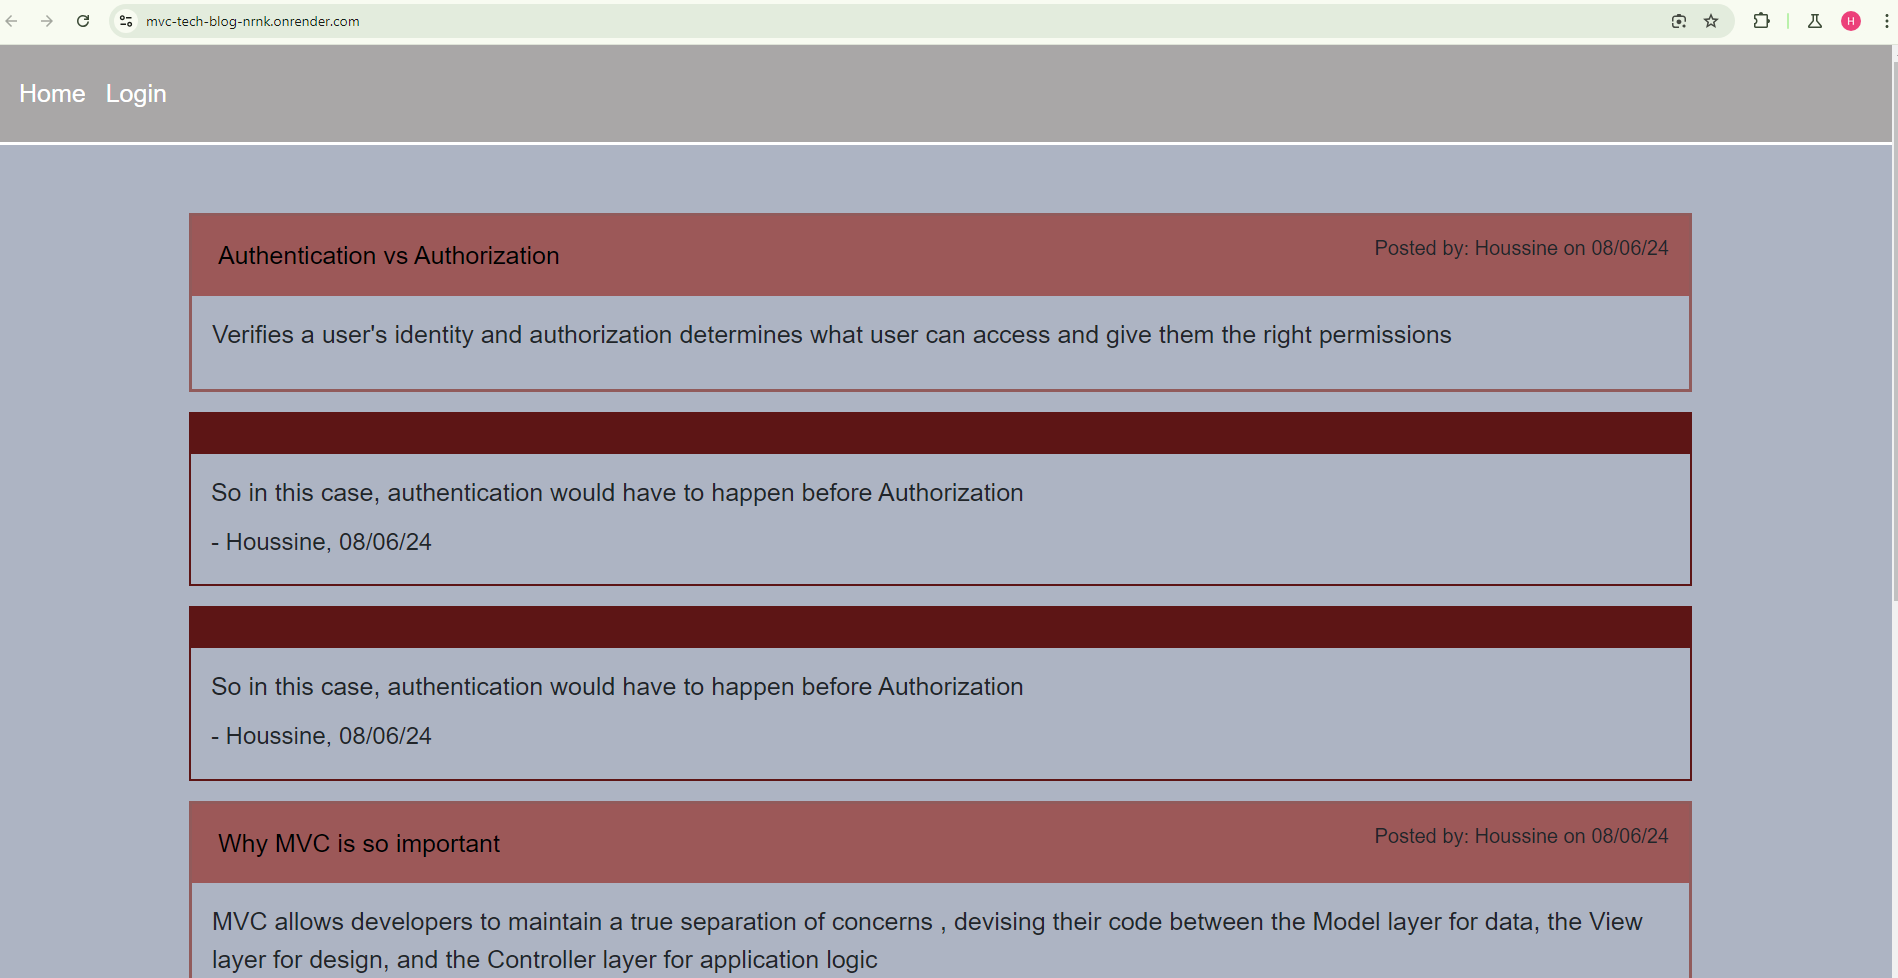 mvc-tech-blog-nrnk.onrender.com
H
Home Login
Authentication vs Authorization
Posted by: Houssine on 08/06/24
Verifies a user's identity and authorization determines what user can access and give them the right permissions
So in this case, authentication would have to happen before Authorization
- Houssine, 08/06/24
So in this case, authentication would have to happen before Authorization
- Houssine, 08/06/24
Why MVC is so important
Posted by: Houssine on 08/06/24
MVC allows developers to maintain a true separation of concerns , devising their code between the Model layer for data, the View
layer for design, and the Controller layer for application logic